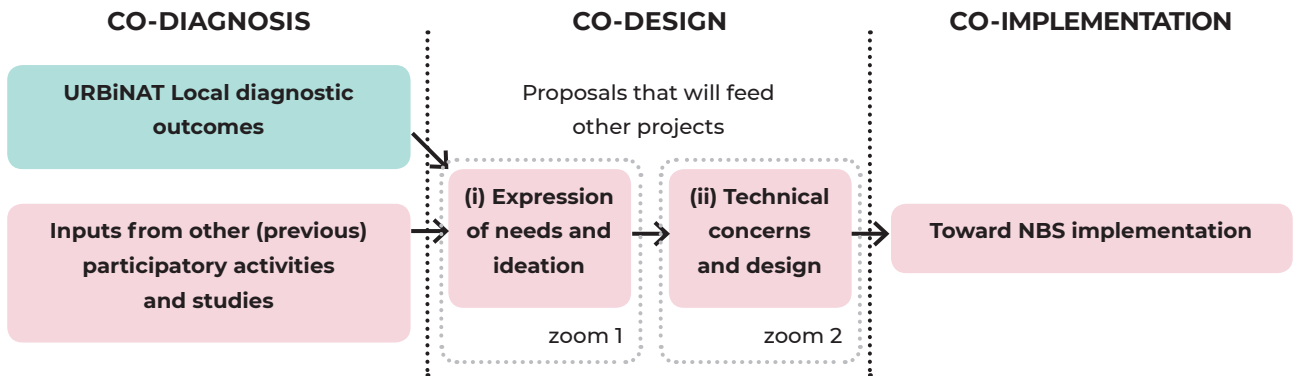 CO-DIAGNOSIS
URBiNAT Local diagnostic
outcomes
Inputs from other (previous)
participatory activities
and studies
CO-DESIGN
Proposals that will feed
other projects
(i) Expression
of needs and
ideation
zoom 1
(ii) Technical
concerns
and design
zoom 2
CO-IMPLEMENTATION
Toward NBS implementation